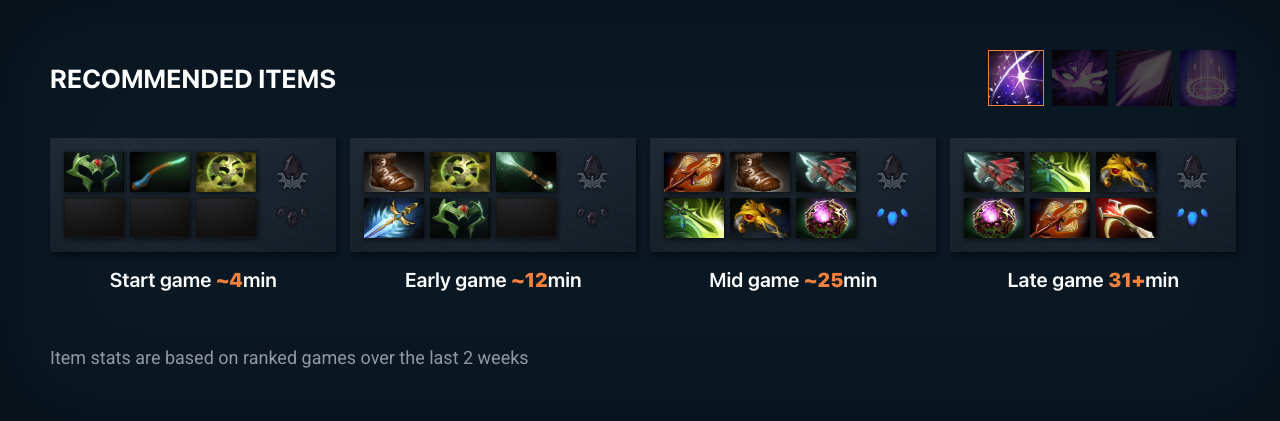 RECOMMENDED ITEMS
Start game ~4min
Early game ~12min
Mid game ~25min
Late game 31+min
Item stats are based on ranked games over the last 2 weeks